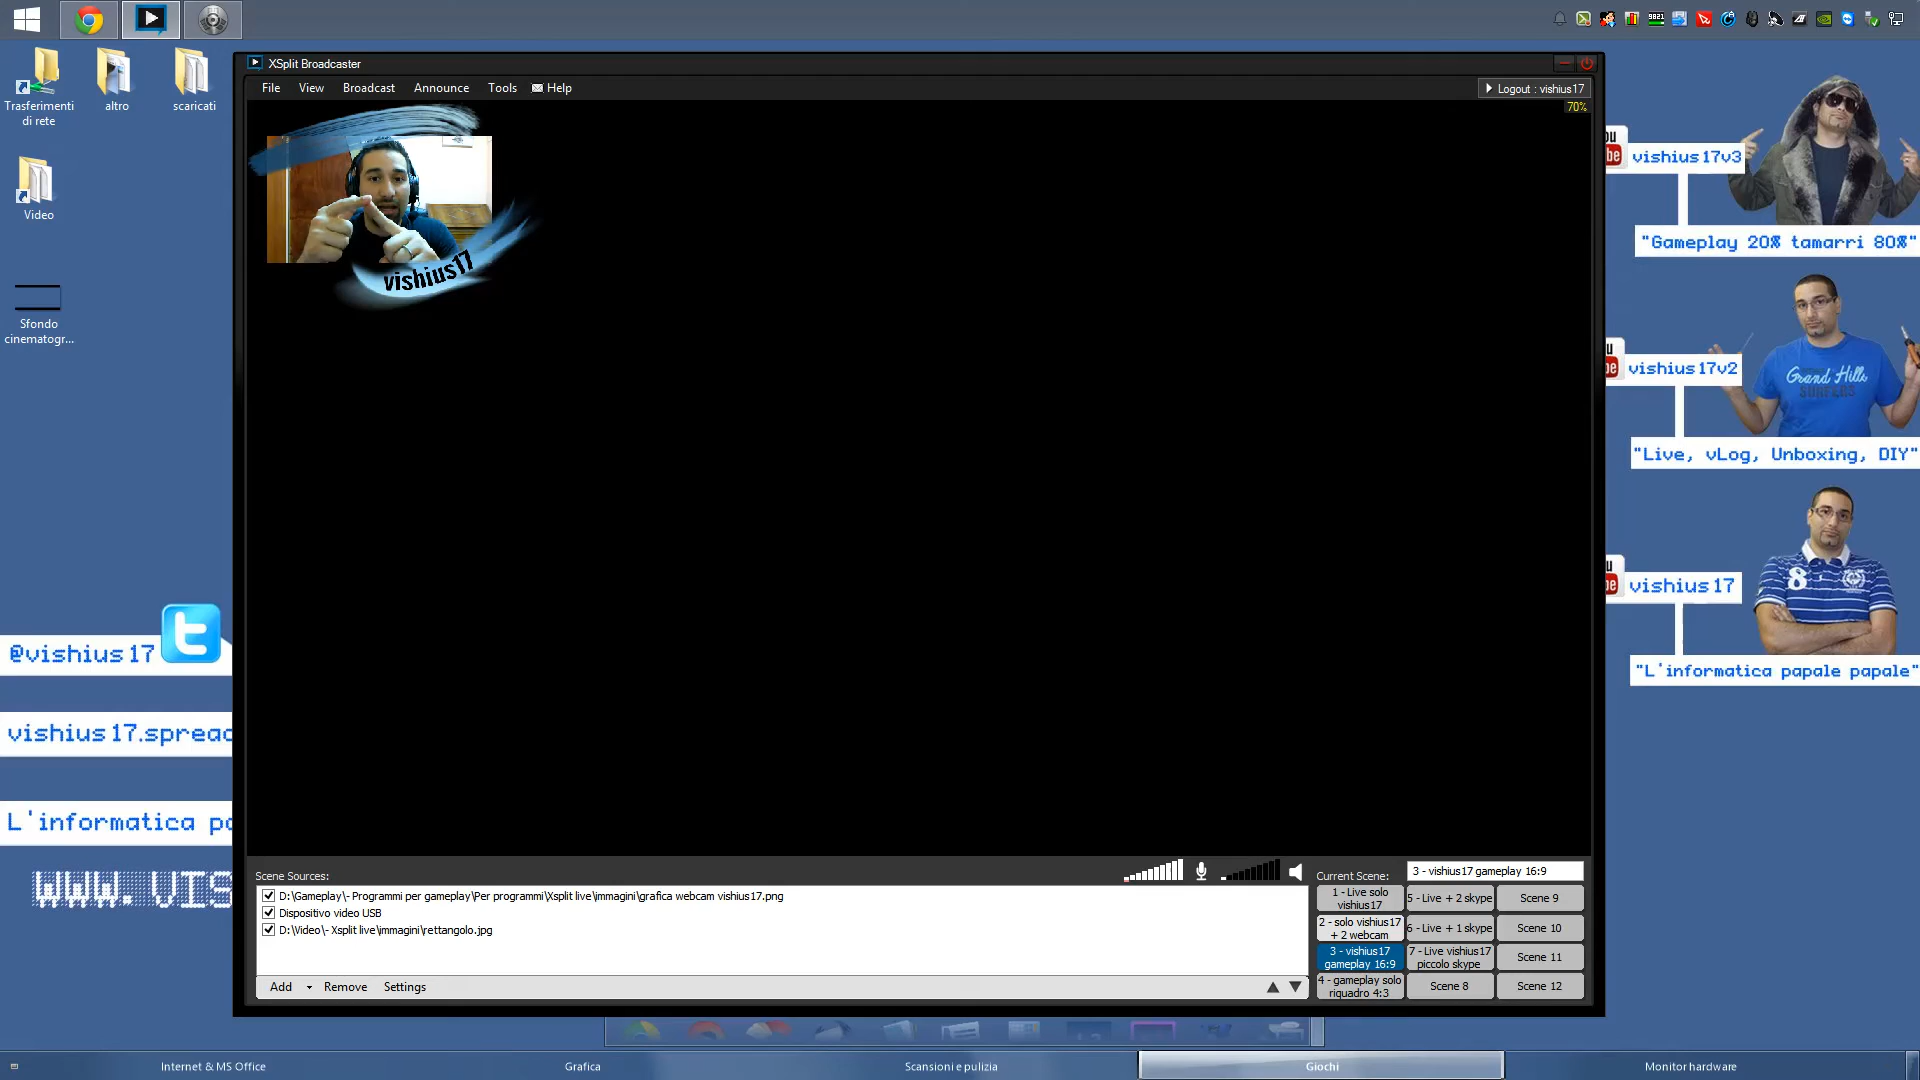 XSplit Broadcaster
File View Broadcast Announce Tools Help
Logout : vishius17
70%
Trasferimenti
di rete
altro
scaricati
Video
Sfondo
cinematogr...
vishius17
vishius17v3
"Gameplay 20% tamarri 80%"
vishius17v2
Grand Hills
SURFERS
"Live, vLog, Unboxing, DIY"
8
vishius17
"L'informatica papale papale"
@vishius17
vishius17.spreac
L'informatica pa
WWW. VIS
Scene Sources:
D:\Gameplay\- Programmi per gameplay\Per programmi\Xsplit live\immagini\grafica webcam vishius17.png
Dispositivo video USB
D:\Video\- Xsplit live\immagini\rettangolo.jpg
Add Remove Settings
Current Scene:
3 - vishius17 gameplay 16:9
1 - Live solo
vishius17
5 - Live + 2 skype
Scene 9
2 - solo vishius17
+ 2 webcam
6 - Live + 1 skype
Scene 10
3 - vishius17
gameplay 16:9
7 - Live vishius17
piccolo skype
Scene 11
4 - gameplay solo
riquadro 4:3
Scene 8
Scene 12
Internet & MS Office
Grafica
Scansioni e pulizia
Giochi
Monitor hardware